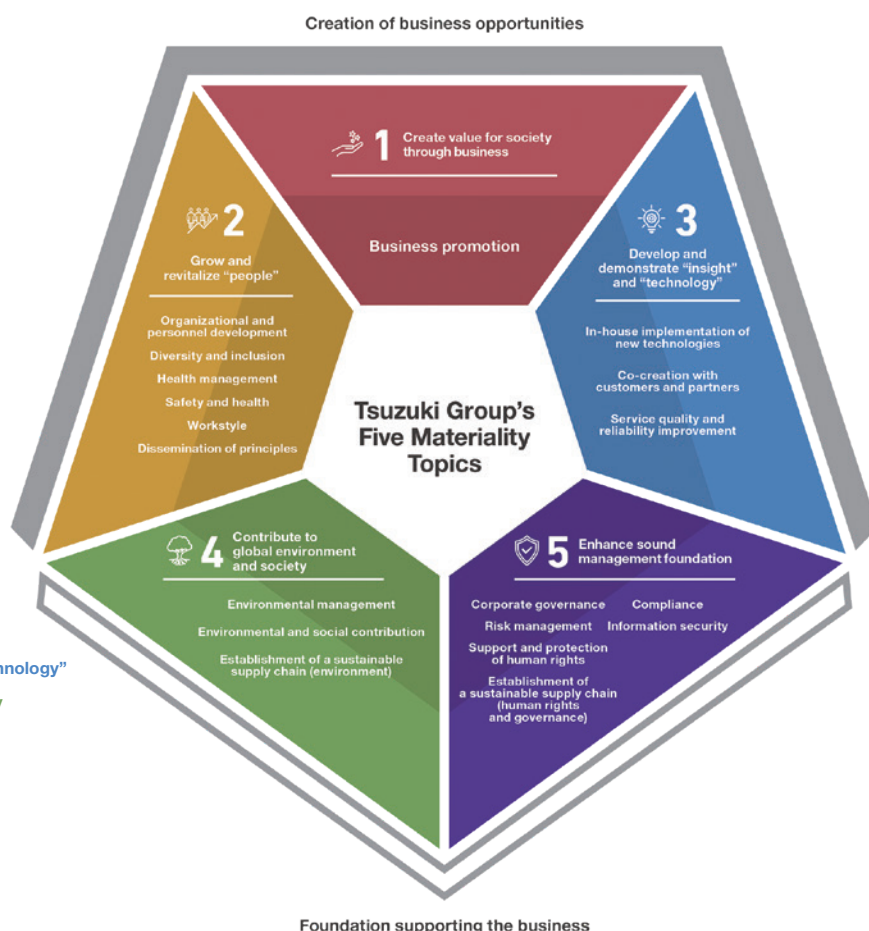 Creation of business opportunities
1
Create value for society
through business
Business promotion
2
Grow and
revitalize “people”
Organizational and
personnel development
Diversity and inclusion
Health management
Safety and health
Workstyle
Dissemination of principles
3
Develop and
demonstrate “insight”
and “technology”
In-house implementation of
new technologies
Co-creation with
customers and partners
Service quality and
reliability improvement
Tsuzuki Group’s
Five Materiality
Topics
4
Contribute to
global environment
and society
Environmental management
Environmental and social contribution
Establishment of a sustainable
supply chain (environment)
5
Enhance sound
management foundation
Corporate governance
Compliance
Risk management
Information security
Support and protection
of human rights
Establishment of
a sustainable supply chain
(human rights
and governance)
Foundation supporting the business